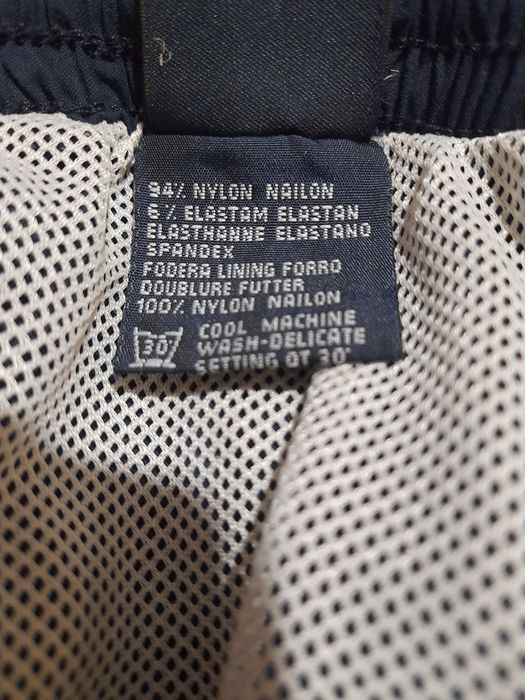 94% NYLON NAILON
6% ELASTAM ELASTAN
ELASTHANNE ELASTANO
SPANDEX
FODERA LINING FORRO
DOUBLURE FUTTER
100% NYLON NAILON
30° COOL MACHINE
WASH-DELICATE
SETTING OT 30°